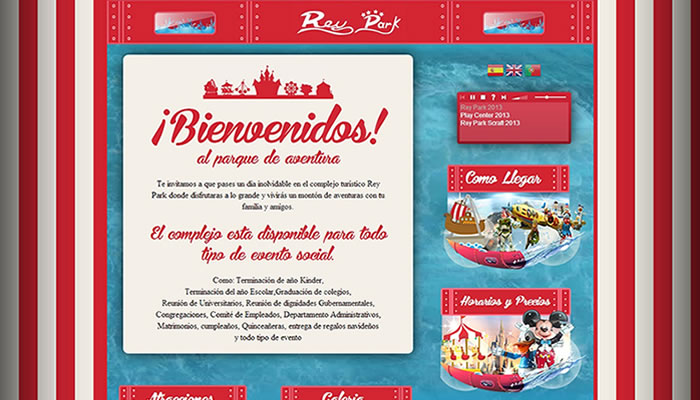 Rey Park
¡Bienvenidos!
al parque de aventura
Te invitamos a que pases un dia inolvidable en el complejo turistico Rey
Park donde disfrutaras a lo grande y vivirás un montón de aventuras con tu
familia y amigos.
El complejo esta disponible para todo
tipo de evento social.
Como: Terminación de año Kinder,
Terminación del año Escolar,Graduación de colegios,
Reunión de Universitarios, Reunión de dignidades Gubernamentales,
Congregaciones, Comité de Empleados, Departamento Administrativos,
Matrimonios, cumpleaños, Quinceañeras, entrega de regalos navideños
y todo tipo de evento
Rey Park 2013
Play Center 2013
Rey Park Scrall 2013
Como Llegar
Horarios y Precios
Atracciones
Galeria